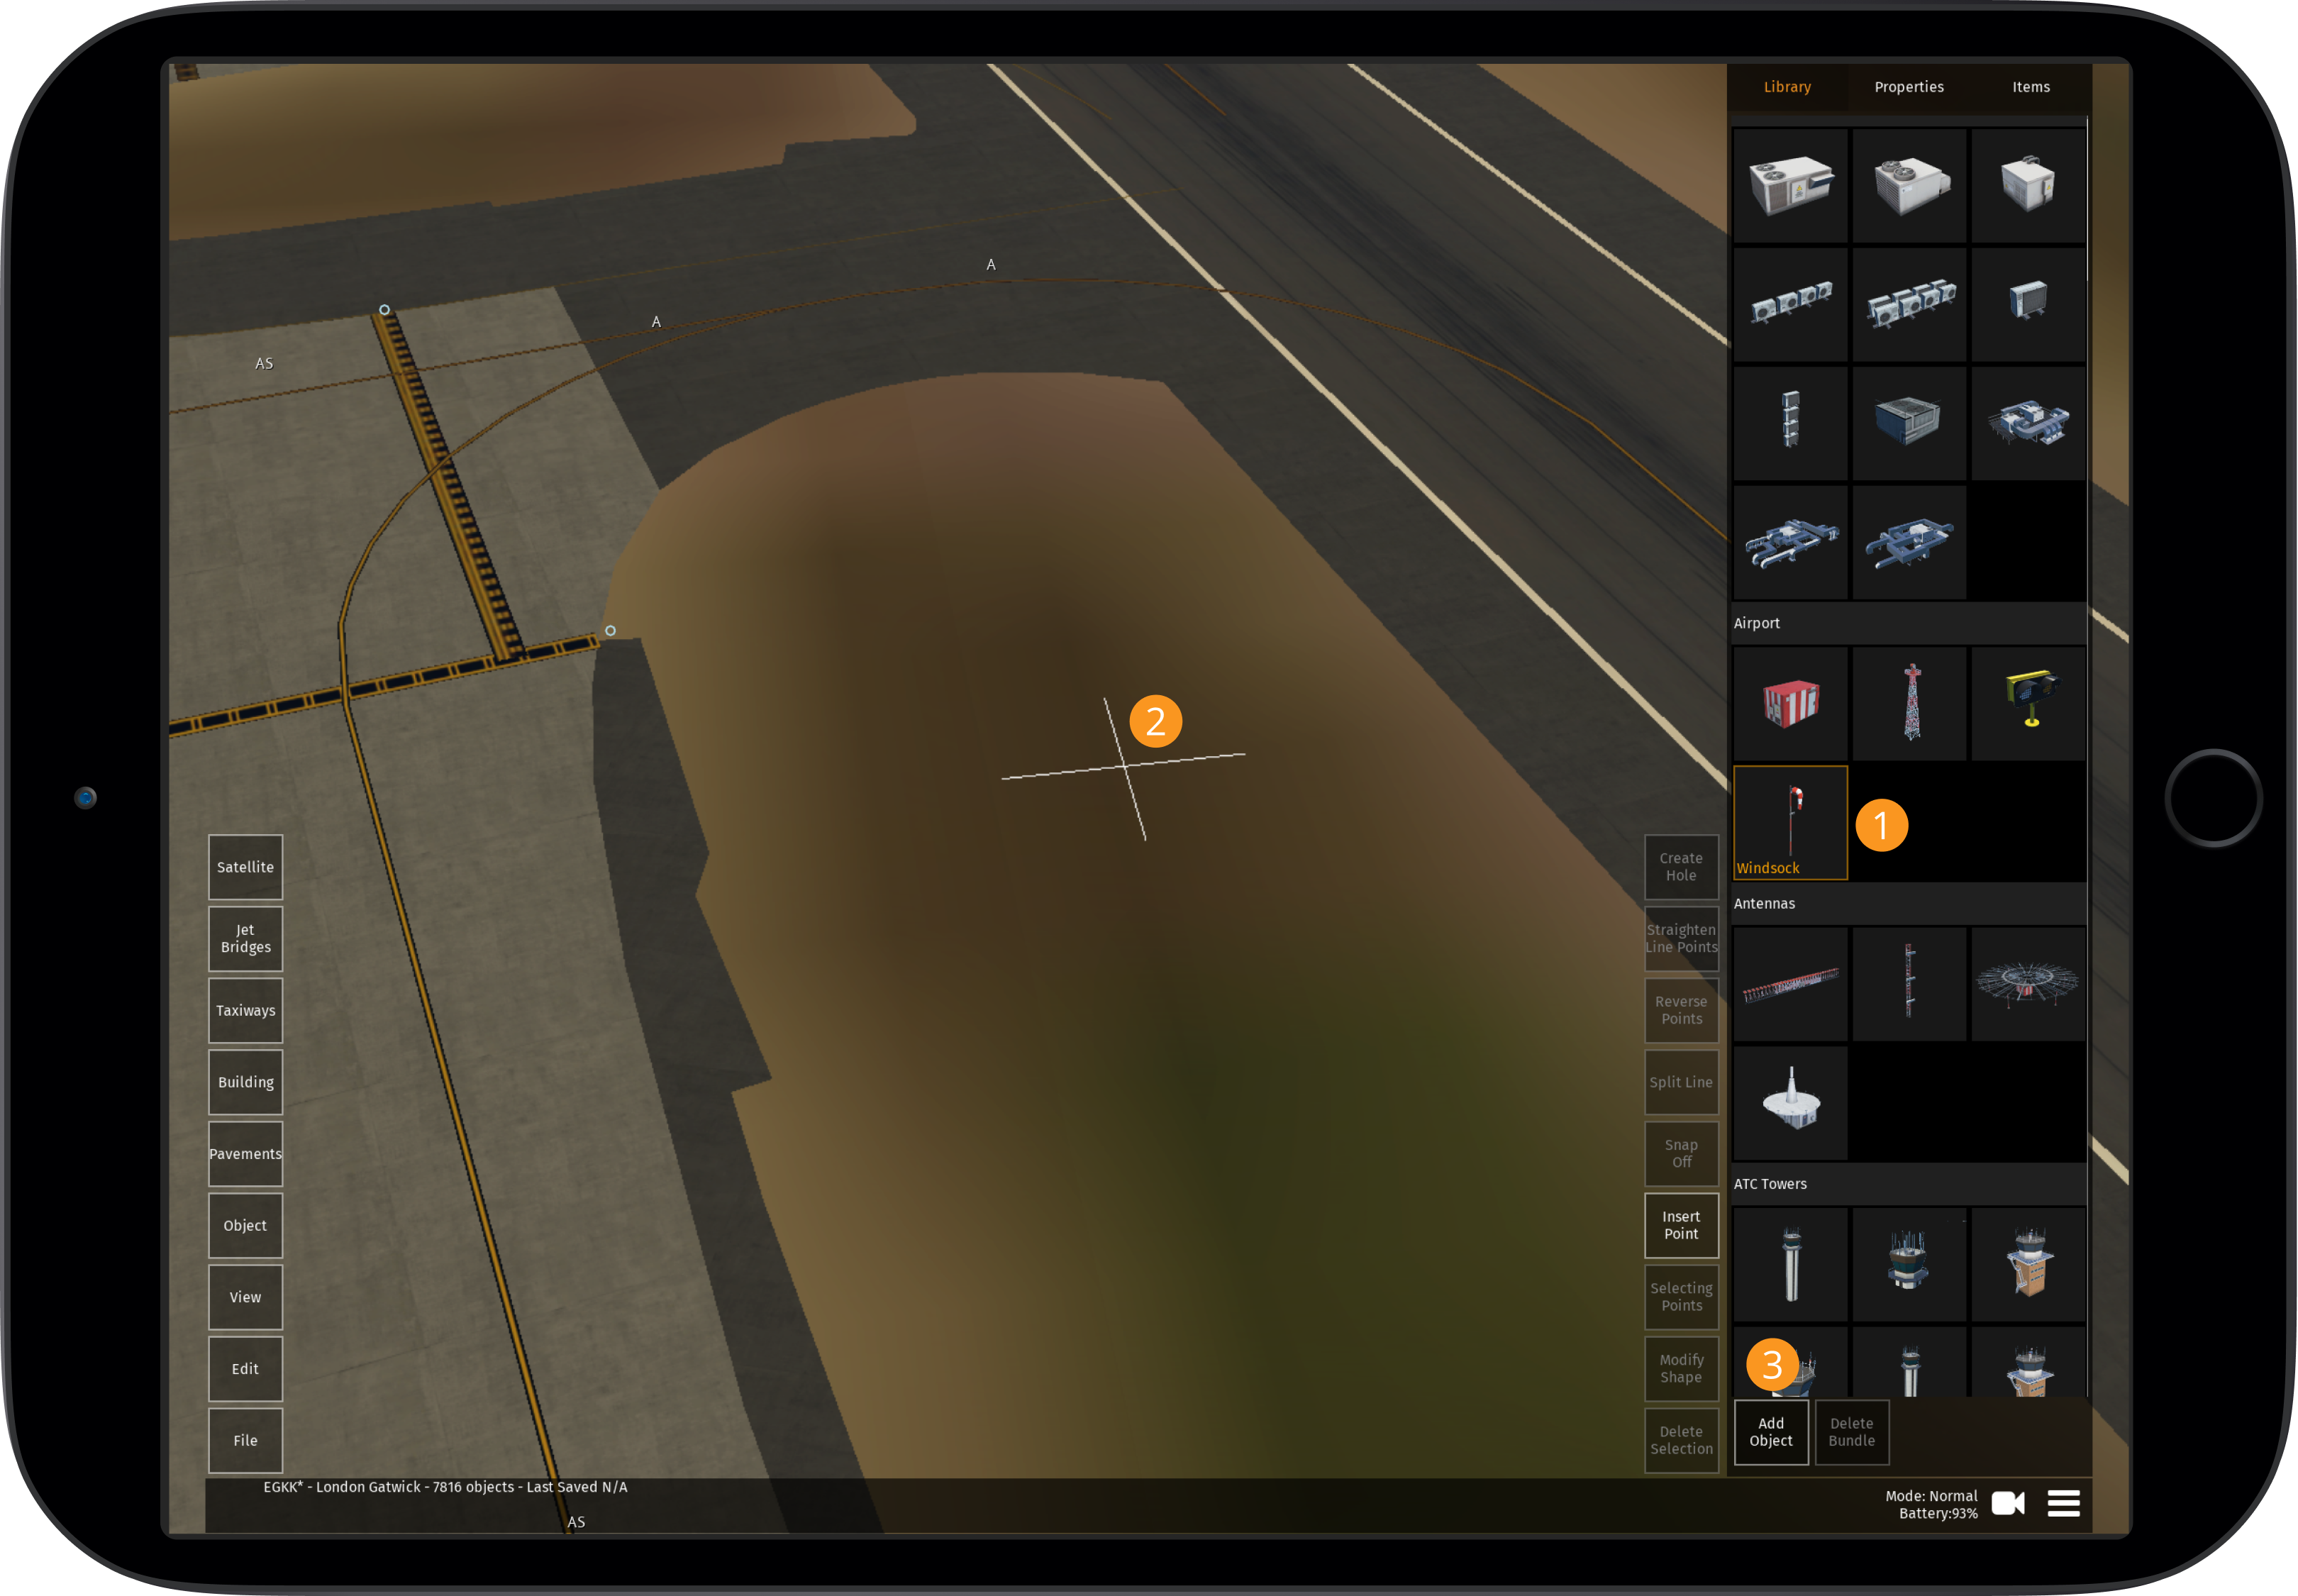 Library
Properties
Items
A
A
AS
Airport
2
1
Windsock
Satellite
Create
Hole
Antennas
Jet
Bridges
Straighten
Line Points
Taxiways
Reverse
Points
Building
Split Line
Pavements
Snap
Off
ATC Towers
Object
Insert
Point
View
Selecting
Points
Edit
Modify
Shape
3
File
Delete
Selection
Add
Object
Delete
Bundle
EGKK* - London Gatwick - 7816 objects - Last Saved N/A
Mode: Normal
Battery:93%
AS